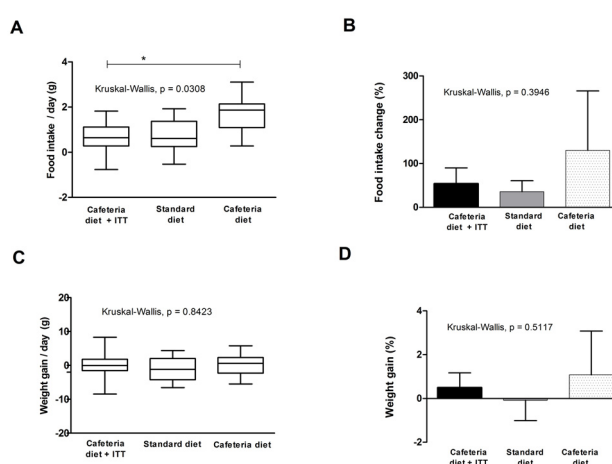 A
Food intake / day (g)
4
2
0
-2
*
Kruskal-Wallis, p = 0.0308
Cafeteria
diet + ITT
Standard
diet
Cafeteria
diet
B
Food intake change (%)
300
200
100
0
Kruskal-Wallis, p = 0.3946
Cafeteria
diet + ITT
Standard
diet
Cafeteria
diet
C
Weight gain / day (g)
20
10
0
-10
-20
Kruskal-Wallis, p = 0.8423
Cafeteria
diet + ITT
Standard diet
Cafeteria diet
D
Weight gain (%)
4
2
0
-2
Kruskal-Wallis, p = 0.5117
Cafeteria
diet + ITT
Standard
diet
Cafeteria
diet